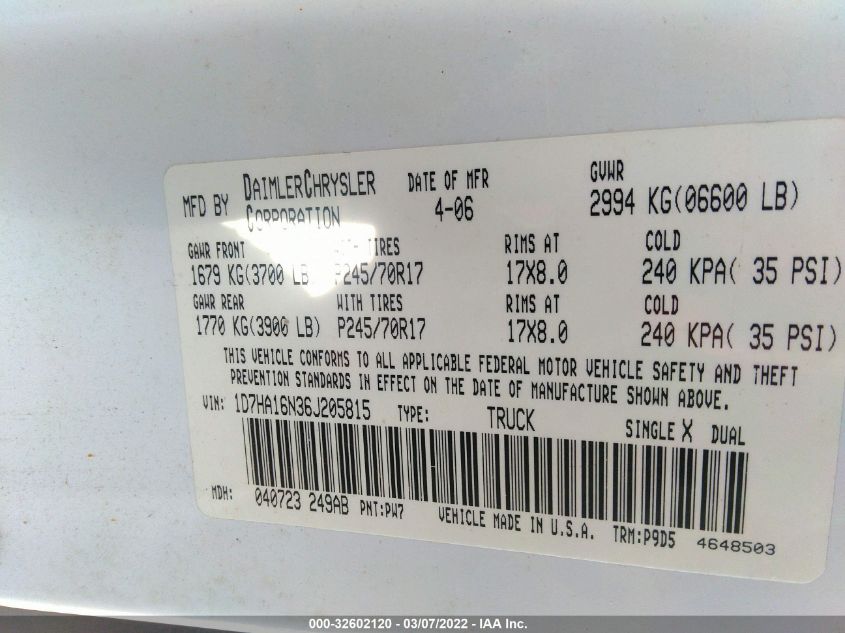 MFD BY DAIMLERCHRYSLER CORPORATION DATE OF MFR 4-06 GVWR 2994 KG(06600 LB)
GAWR FRONT WITH TIRES RIMS AT COLD
1679 KG(3700 LB) P245/70R17 17X8.0 240 KPA( 35 PSI)
GAWR REAR WITH TIRES RIMS AT COLD
1770 KG(3900 LB) P245/70R17 17X8.0 240 KPA( 35 PSI)
THIS VEHICLE CONFORMS TO ALL APPLICABLE FEDERAL MOTOR VEHICLE SAFETY AND THEFT
PREVENTION STANDARDS IN EFFECT ON THE DATE OF MANUFACTURE SHOWN ABOVE.
VIN: 1D7HA16N36J205815 TYPE: TRUCK SINGLE X DUAL
MDH: 040723 249AB PNT:PW7 VEHICLE MADE IN U.S.A. TRM:P9D5 4648503
000-32602120 - 03/07/2022 - IAA Inc.